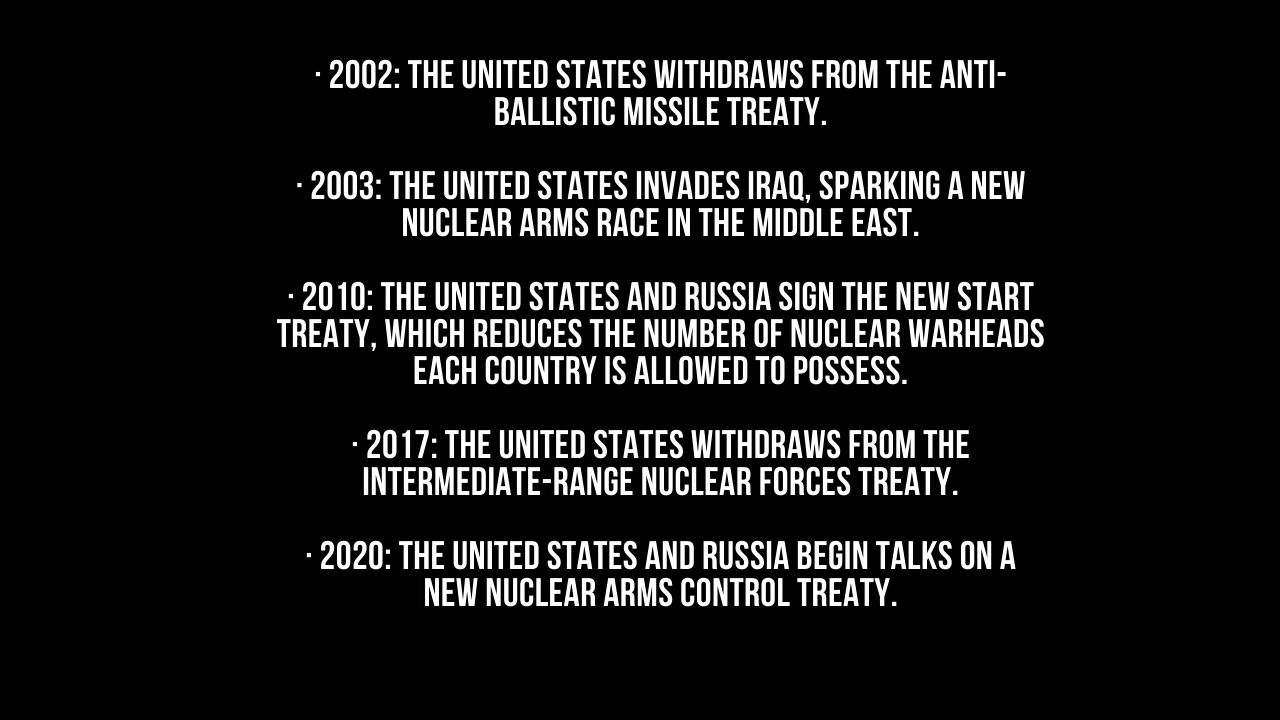 · 2002: THE UNITED STATES WITHDRAWS FROM THE ANTI-
BALLISTIC MISSILE TREATY.
· 2003: THE UNITED STATES INVADES IRAQ, SPARKING A NEW
NUCLEAR ARMS RACE IN THE MIDDLE EAST.
· 2010: THE UNITED STATES AND RUSSIA SIGN THE NEW START
TREATY, WHICH REDUCES THE NUMBER OF NUCLEAR WARHEADS
EACH COUNTRY IS ALLOWED TO POSSESS.
· 2017: THE UNITED STATES WITHDRAWS FROM THE
INTERMEDIATE-RANGE NUCLEAR FORCES TREATY.
· 2020: THE UNITED STATES AND RUSSIA BEGIN TALKS ON A
NEW NUCLEAR ARMS CONTROL TREATY.